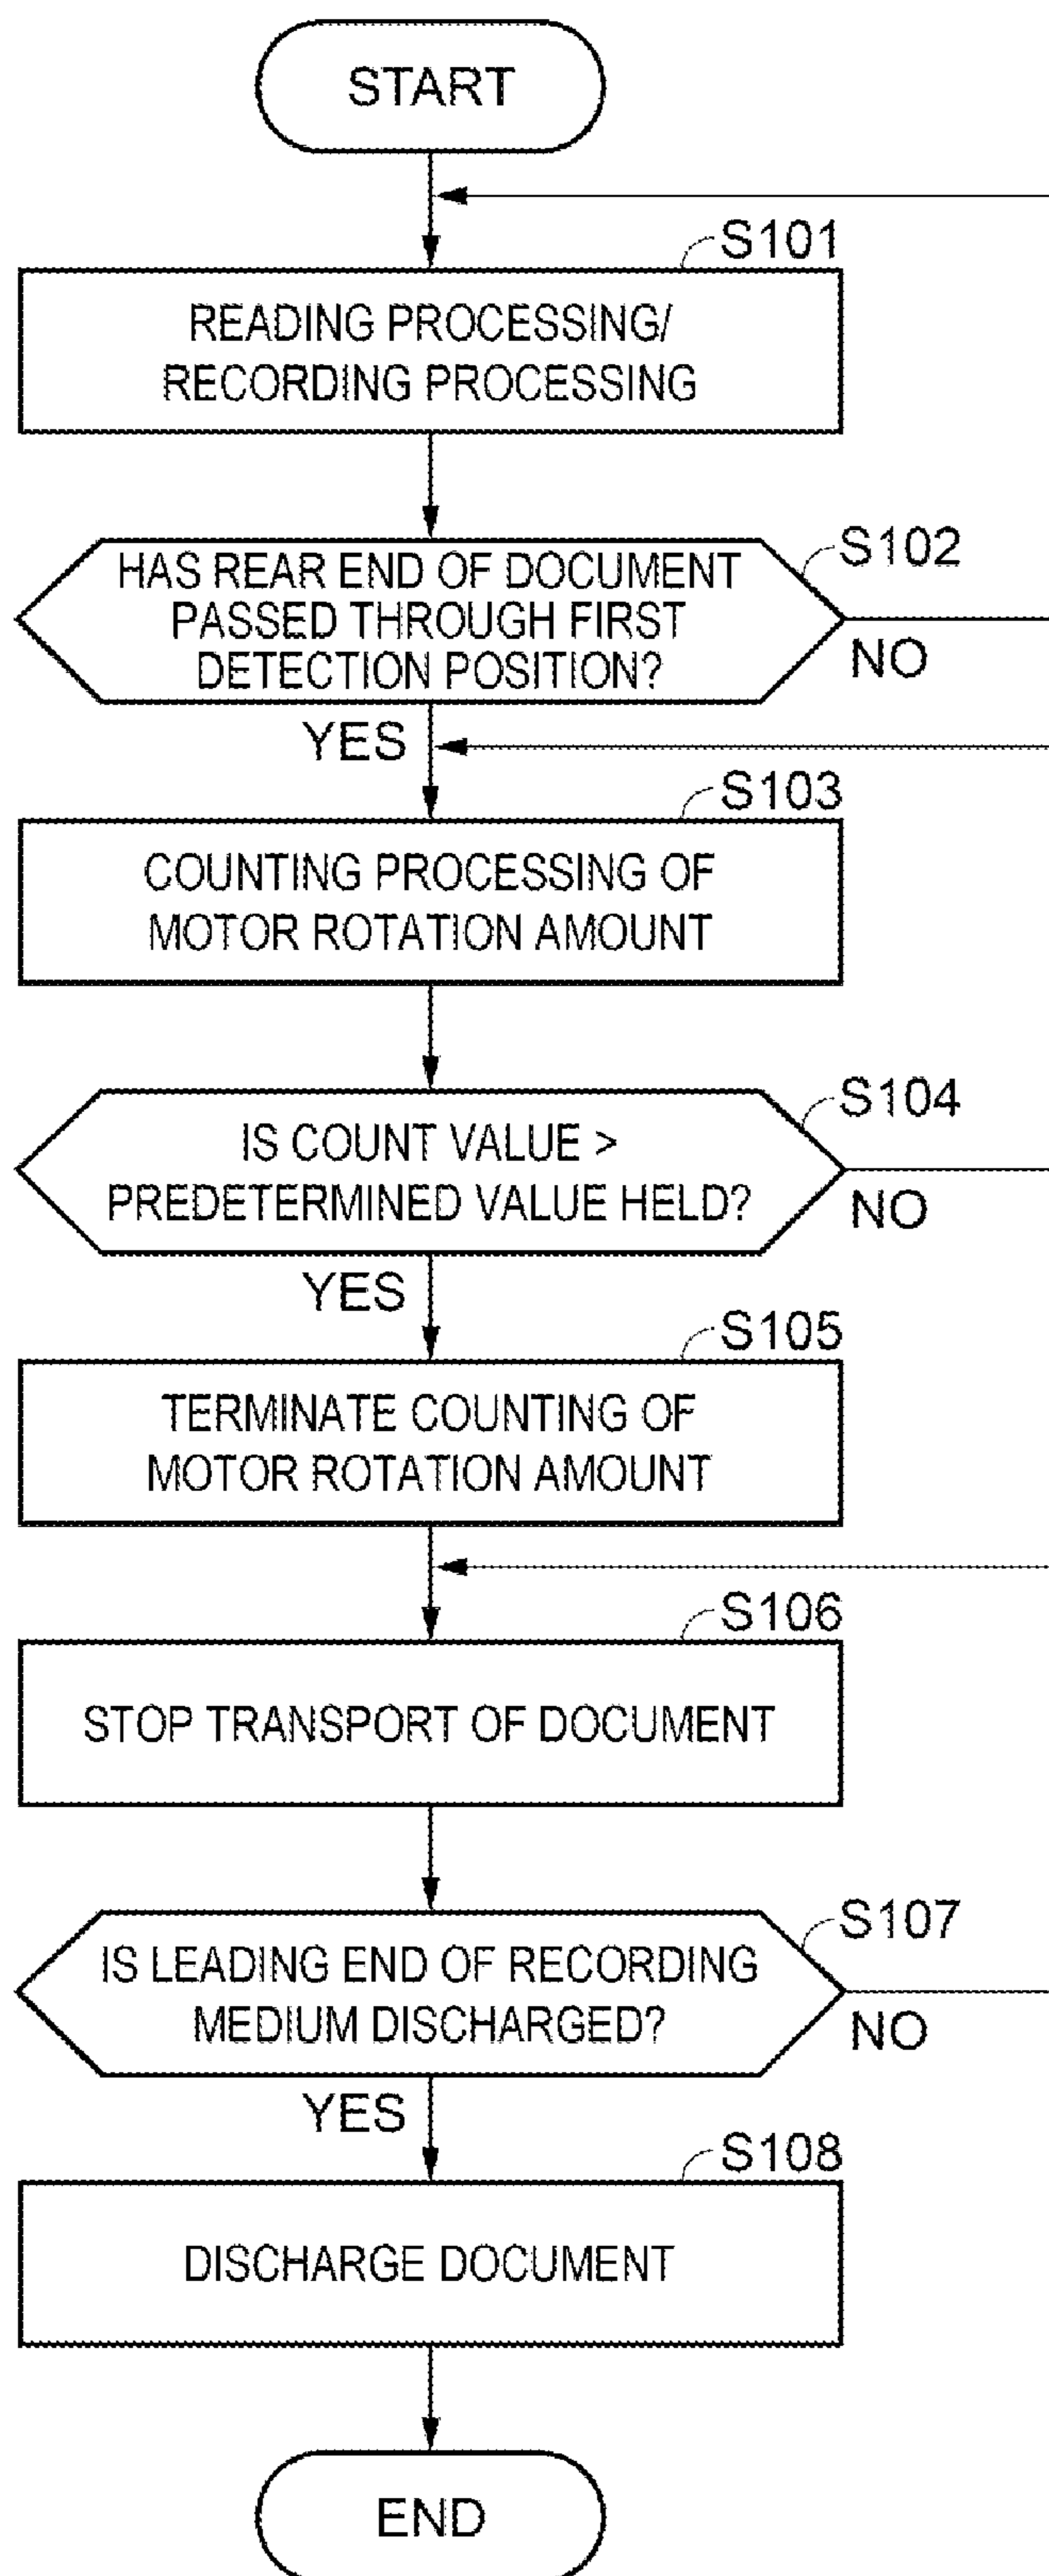 START
S101
READING PROCESSING/
RECORDING PROCESSING
S102
HAS REAR END OF DOCUMENT
PASSED THROUGH FIRST
DETECTION POSITION?
NO
YES
S103
COUNTING PROCESSING OF
MOTOR ROTATION AMOUNT
S104
IS COUNT VALUE >
PREDETERMINED VALUE HELD?
NO
YES
S105
TERMINATE COUNTING OF
MOTOR ROTATION AMOUNT
S106
STOP TRANSPORT OF DOCUMENT
S107
IS LEADING END OF RECORDING
MEDIUM DISCHARGED?
NO
YES
S108
DISCHARGE DOCUMENT
END